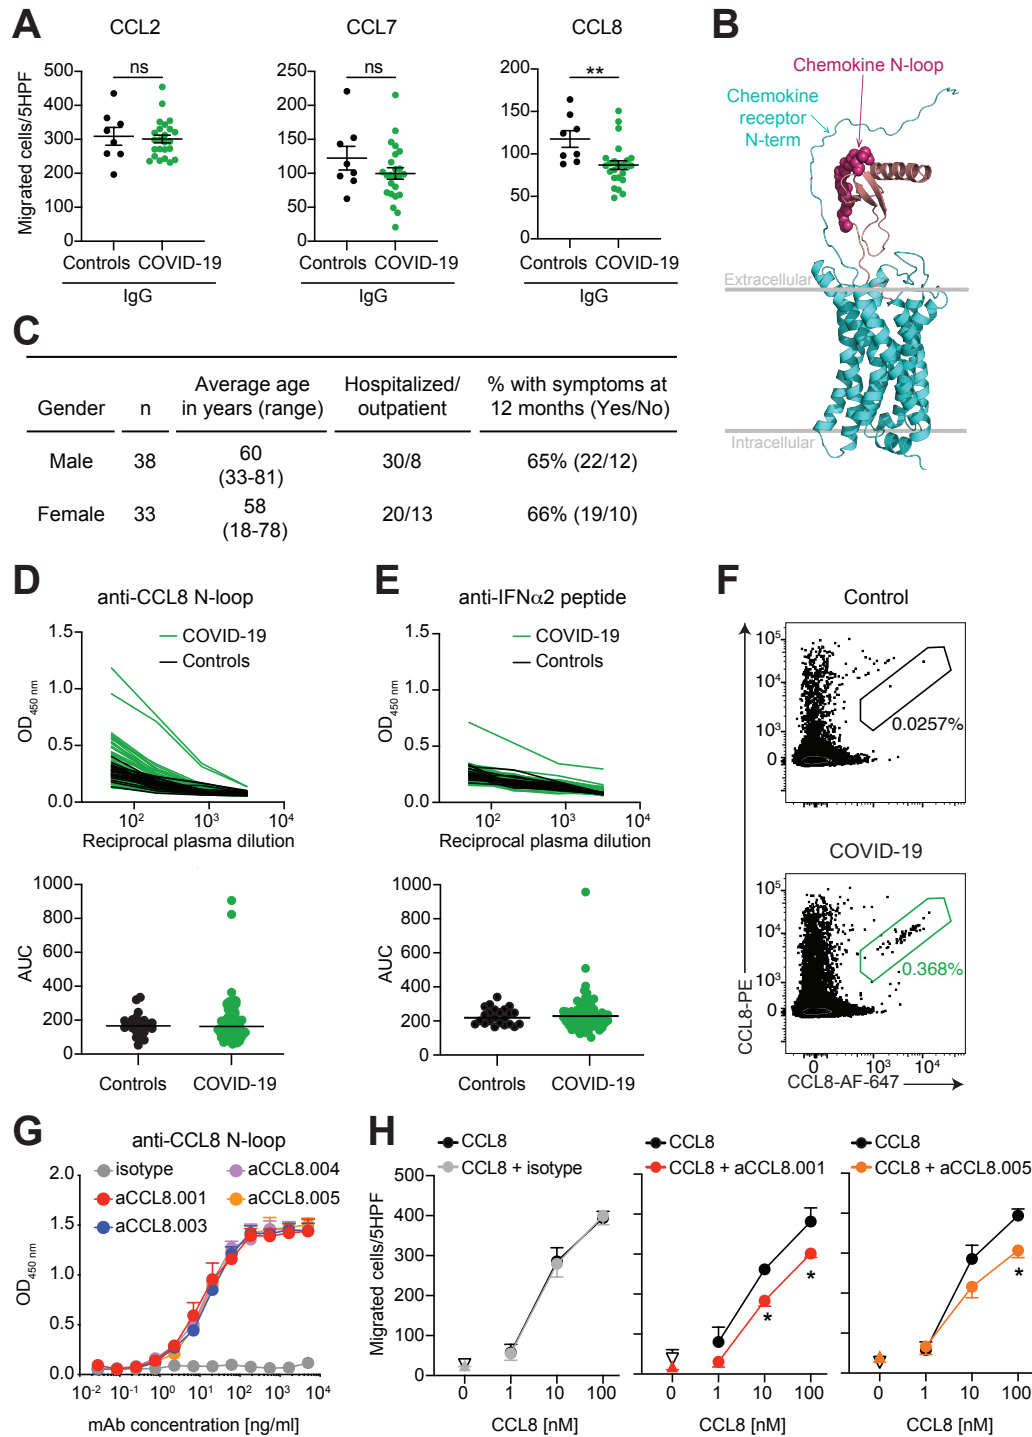 A
CCL2
ns
Migrated cells/5HPF
500
400
300
200
100
0
Controls COVID-19
IgG
CCL7
ns
250
200
150
100
50
0
Controls COVID-19
IgG
CCL8
**
200
150
100
50
0
Controls COVID-19
IgG
B
Chemokine N-loop
Chemokine
receptor
N-term
Extracellular
Intracellular
C
Gender n Average age in years (range) Hospitalized/ outpatient % with symptoms at 12 months (Yes/No)
Male 38 60 (33-81) 30/8 65% (22/12)
Female 33 58 (18-78) 20/13 66% (19/10)
D
anti-CCL8 N-loop
COVID-19
Controls
OD450 nm
1.5
1.0
0.5
0.0
10² 10³ 10⁴
Reciprocal plasma dilution
AUC
1000
800
600
400
200
0
Controls COVID-19
E
anti-IFNα2 peptide
COVID-19
Controls
OD450 nm
1.5
1.0
0.5
0.0
10² 10³ 10⁴
Reciprocal plasma dilution
AUC
1000
800
600
400
200
0
Controls COVID-19
F
Control
10⁵
10⁴
10³
0
0.0257%
COVID-19
10⁵
10⁴
10³
0
0.368%
0 10³ 10⁴
CCL8-PE
CCL8-AF-647
G
anti-CCL8 N-loop
isotype
aCCL8.001
aCCL8.003
aCCL8.004
aCCL8.005
OD450 nm
2.0
1.5
1.0
0.5
0.0
10⁻² 10⁻¹ 10⁰ 10¹ 10² 10³ 10⁴
mAb concentration [ng/ml]
H
CCL8
CCL8 + isotype
Migrated cells/5HPF
500
400
300
200
100
0
0 1 10 100
CCL8 [nM]
CCL8
CCL8 + aCCL8.001
*
*
0 1 10 100
CCL8 [nM]
CCL8
CCL8 + aCCL8.005
*
0 1 10 100
CCL8 [nM]